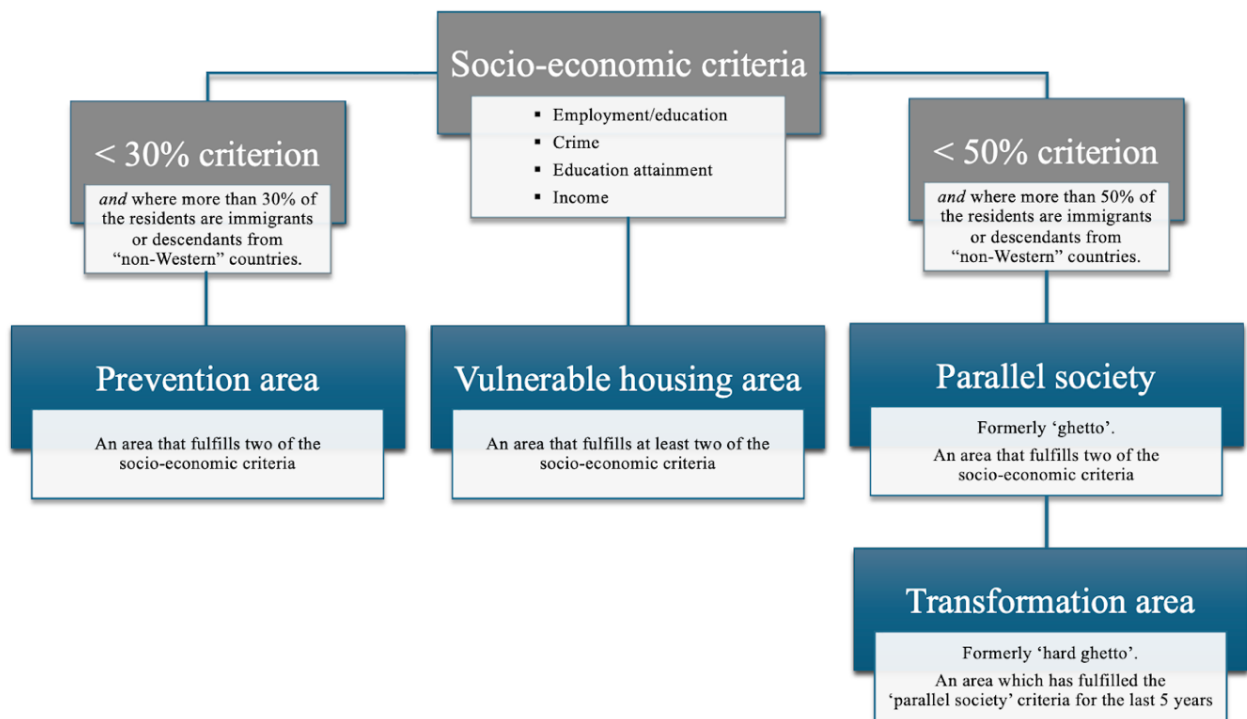 Socio-economic criteria
▪ Employment/education
▪ Crime
▪ Education attainment
▪ Income
< 30% criterion
and where more than 30% of
the residents are immigrants
or descendants from
“non-Western” countries.
< 50% criterion
and where more than 50% of
the residents are immigrants
or descendants from
“non-Western” countries.
Prevention area
An area that fulfills two of the
socio-economic criteria
Vulnerable housing area
An area that fulfills at least two of the
socio-economic criteria
Parallel society
Formerly ‘ghetto’.
An area that fulfills two of the
socio-economic criteria
Transformation area
Formerly ‘hard ghetto’.
An area which has fulfilled the
‘parallel society’ criteria for the last 5 years